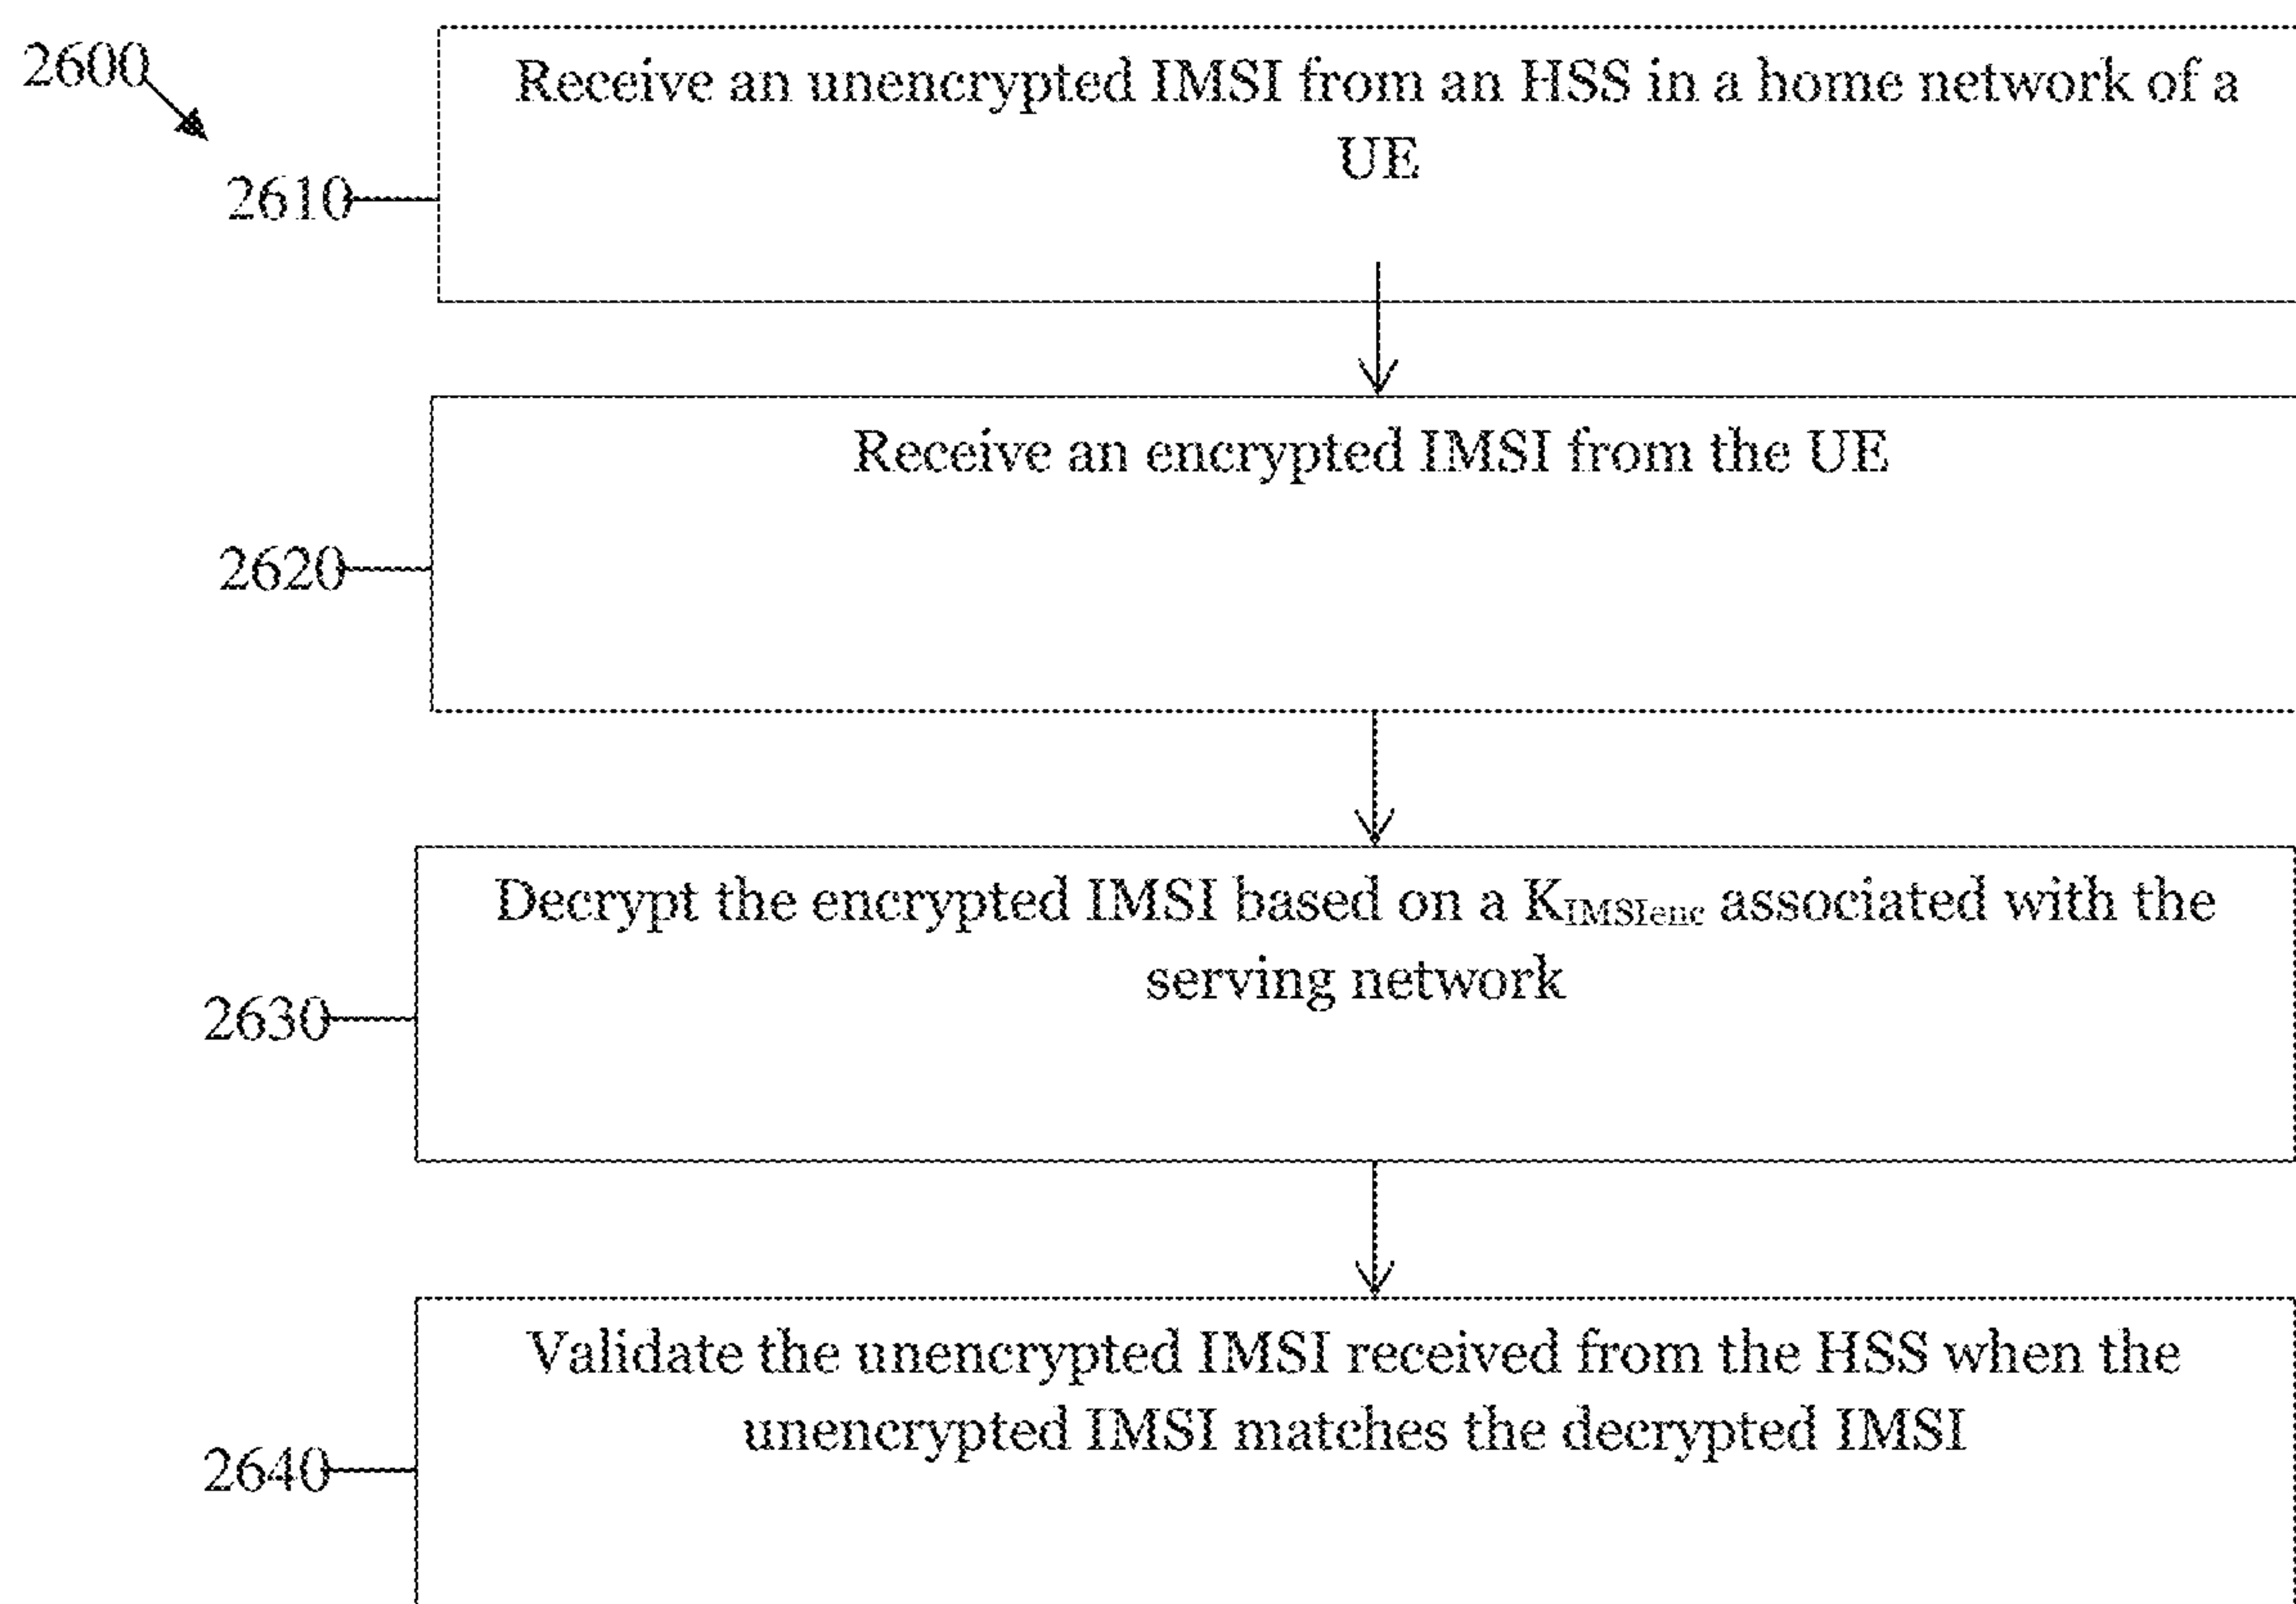 2600
Receive an unencrypted IMSI from an HSS in a home network of a
UE
2610
Receive an encrypted IMSI from the UE
2620
Decrypt the encrypted IMSI based on a K_IMSIenc associated with the
serving network
2630
Validate the unencrypted IMSI received from the HSS when the
unencrypted IMSI matches the decrypted IMSI
2640